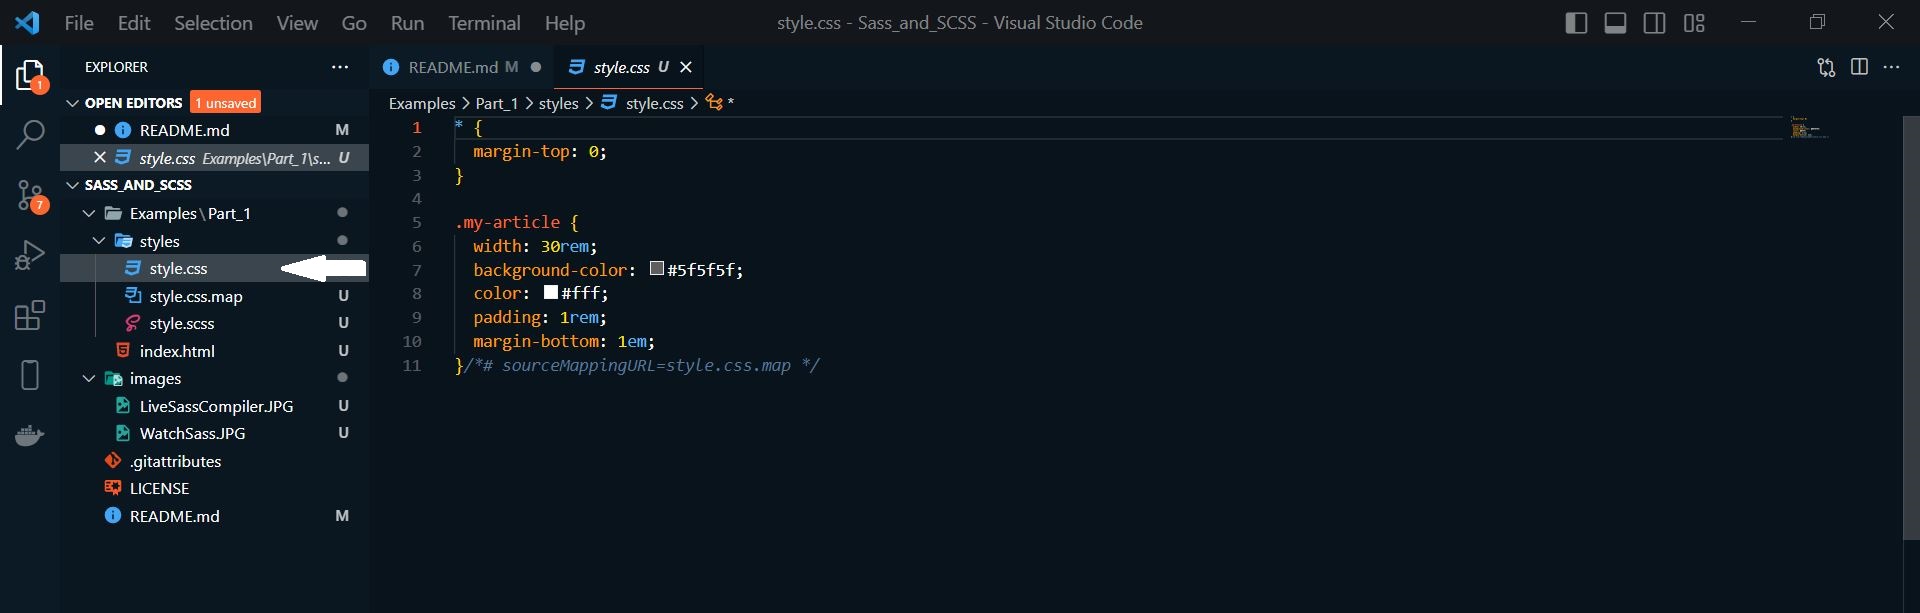 File Edit Selection View Go Run Terminal Help
style.css - Sass_and_SCSS - Visual Studio Code
EXPLORER
OPEN EDITORS 1 unsaved
README.md M
style.css Examples\Part_1\s... U
SASS_AND_SCSS
Examples\Part_1
styles
style.css
style.css.map U
style.scss U
index.html U
images
LiveSassCompiler.JPG U
WatchSass.JPG U
.gitattributes
LICENSE
README.md M
1
7
README.md M
style.css U
Examples > Part_1 > styles > style.css > *
1 * {
2 margin-top: 0;
3 }
4
5 .my-article {
6 width: 30rem;
7 background-color: #5f5f5f;
8 color: #fff;
9 padding: 1rem;
10 margin-bottom: 1em;
11 }/*# sourceMappingURL=style.css.map */